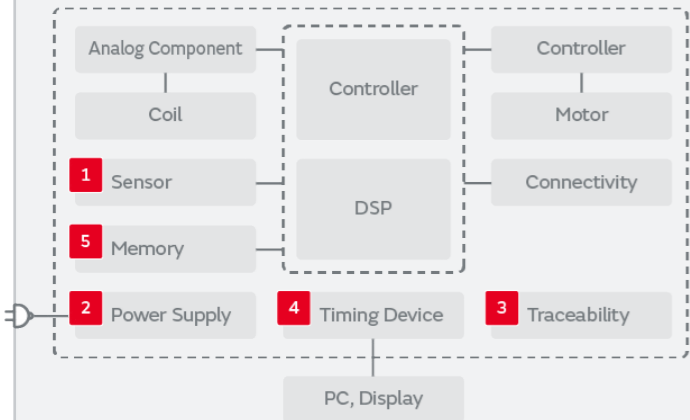 Analog Component
Controller
Controller
Coil
Motor
1 Sensor
DSP
Connectivity
5 Memory
2 Power Supply
4 Timing Device
3 Traceability
PC, Display